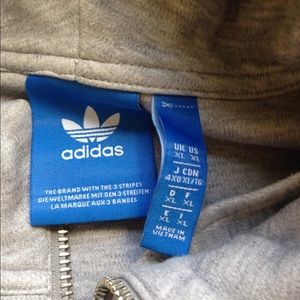 adidas
THE BRAND WITH THE 3 STRIPES
DIE WELTMARKE MIT DEN 3 STREIFEN
LA MARQUE AUX 3 BANDES
UK US
XL XL
J CDN
4XO XL/TG
D F
XL XL
E I
XL XL
MADE IN
VIETNAM